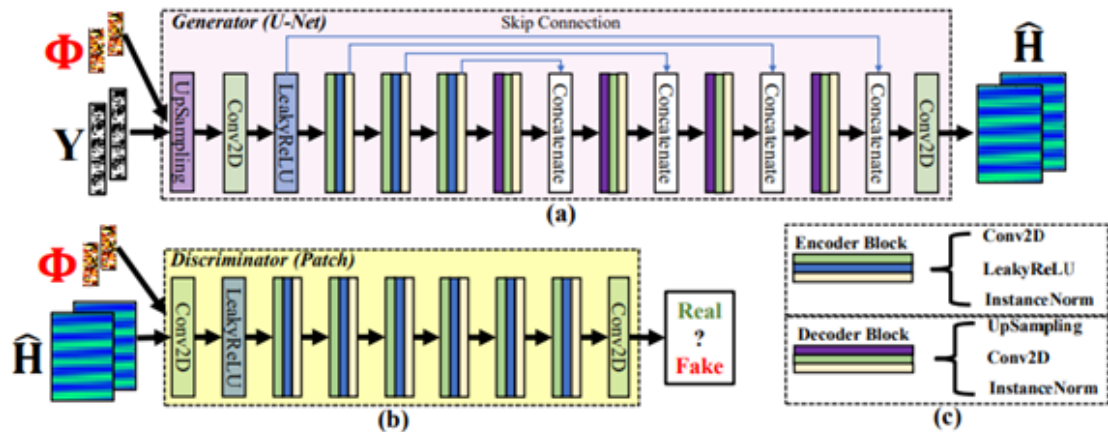 Generator (U-Net)
Skip Connection
Φ
Y
UpSampling
Conv2D
LeakyReLU
Concatenate
Concatenate
Concatenate
Concatenate
Conv2D
Ĥ
(a)
Discriminator (Patch)
Φ
Ĥ
Conv2D
LeakyReLU
Conv2D
Real
?
Fake
(b)
Encoder Block
Conv2D
LeakyReLU
InstanceNorm
Decoder Block
UpSampling
Conv2D
InstanceNorm
(c)